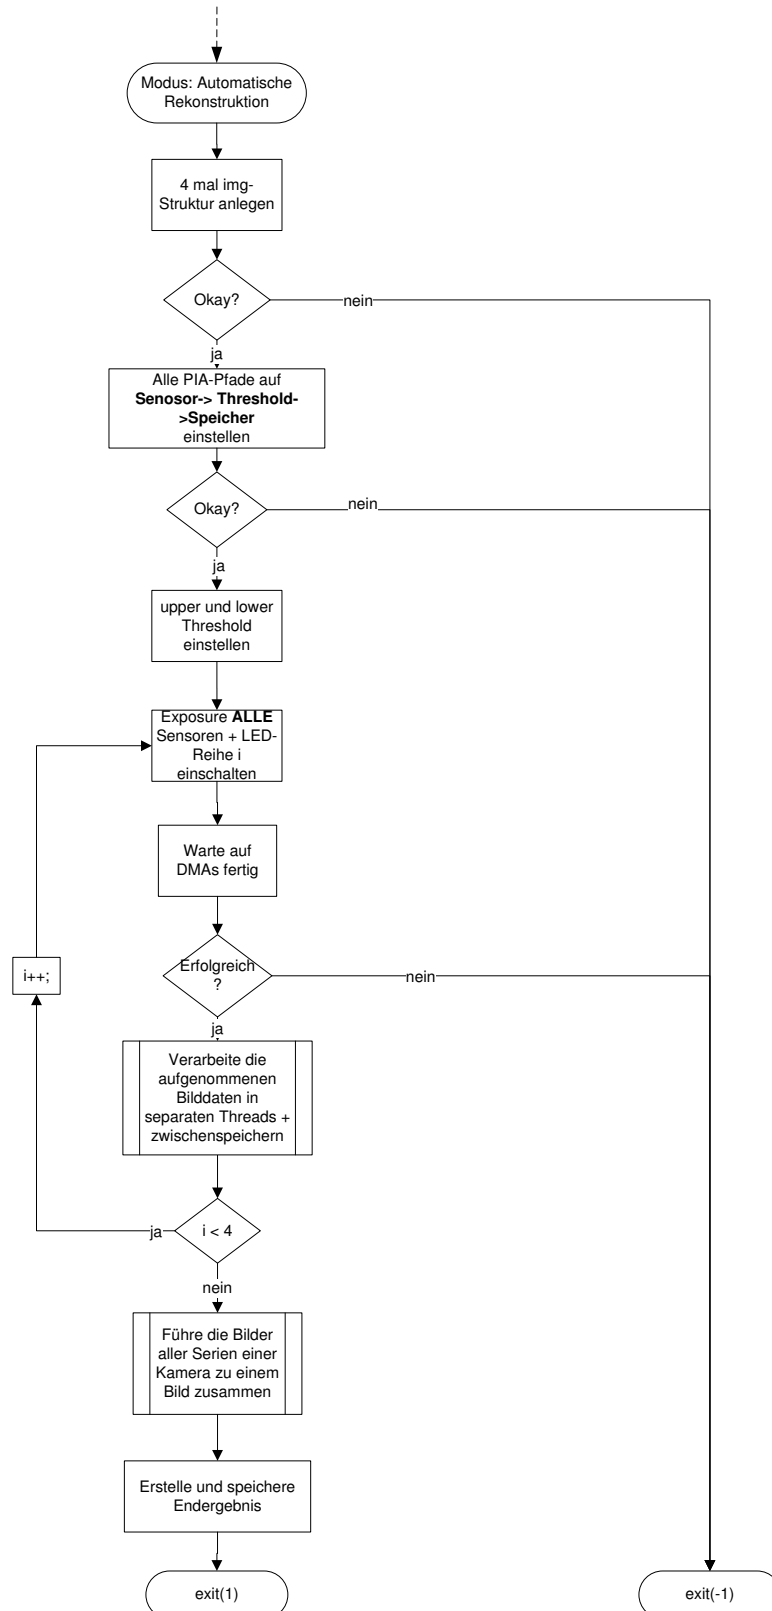 Modus: Automatische
Rekonstruktion
4 mal img-
Struktur anlegen
Okay?
nein
ja
Alle PIA-Pfade auf
Senosor-> Threshold-
>Speicher
einstellen
Okay?
nein
ja
upper und lower
Threshold
einstellen
Exposure ALLE
Sensoren + LED-
Reihe i
einschalten
Warte auf
DMAs fertig
Erfolgreich
?
nein
i++;
ja
Verarbeite die
aufgenommenen
Bilddaten in
separaten Threads +
zwischenspeichern
i < 4
ja
nein
Führe die Bilder
aller Serien einer
Kamera zu einem
Bild zusammen
Erstelle und speichere
Endergebnis
exit(1)
exit(-1)